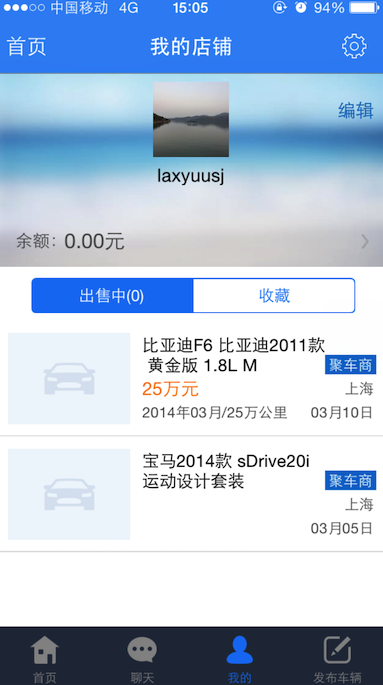 中国移动 4G 15:05 94%
首页 我的店铺
编辑
laxyuusj
余额: 0.00元
出售中(0) 收藏
比亚迪F6 比亚迪2011款
黄金版 1.8L M
聚车商
25万元 上海
2014年03月/25万公里 03月10日
宝马2014款 sDrive20i
运动设计套装 聚车商
上海
03月05日
首页 聊天 我的 发布车辆